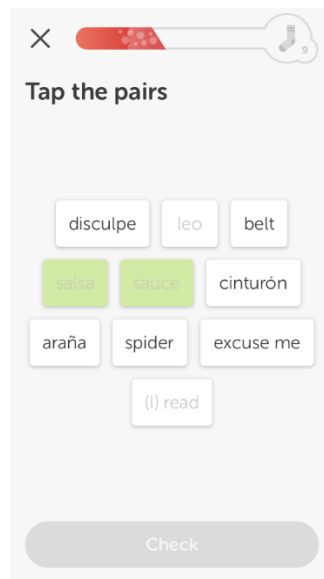 9
Tap the pairs
disculpe leo belt
salsa sauce cinturón
araña spider excuse me
(I) read
Check